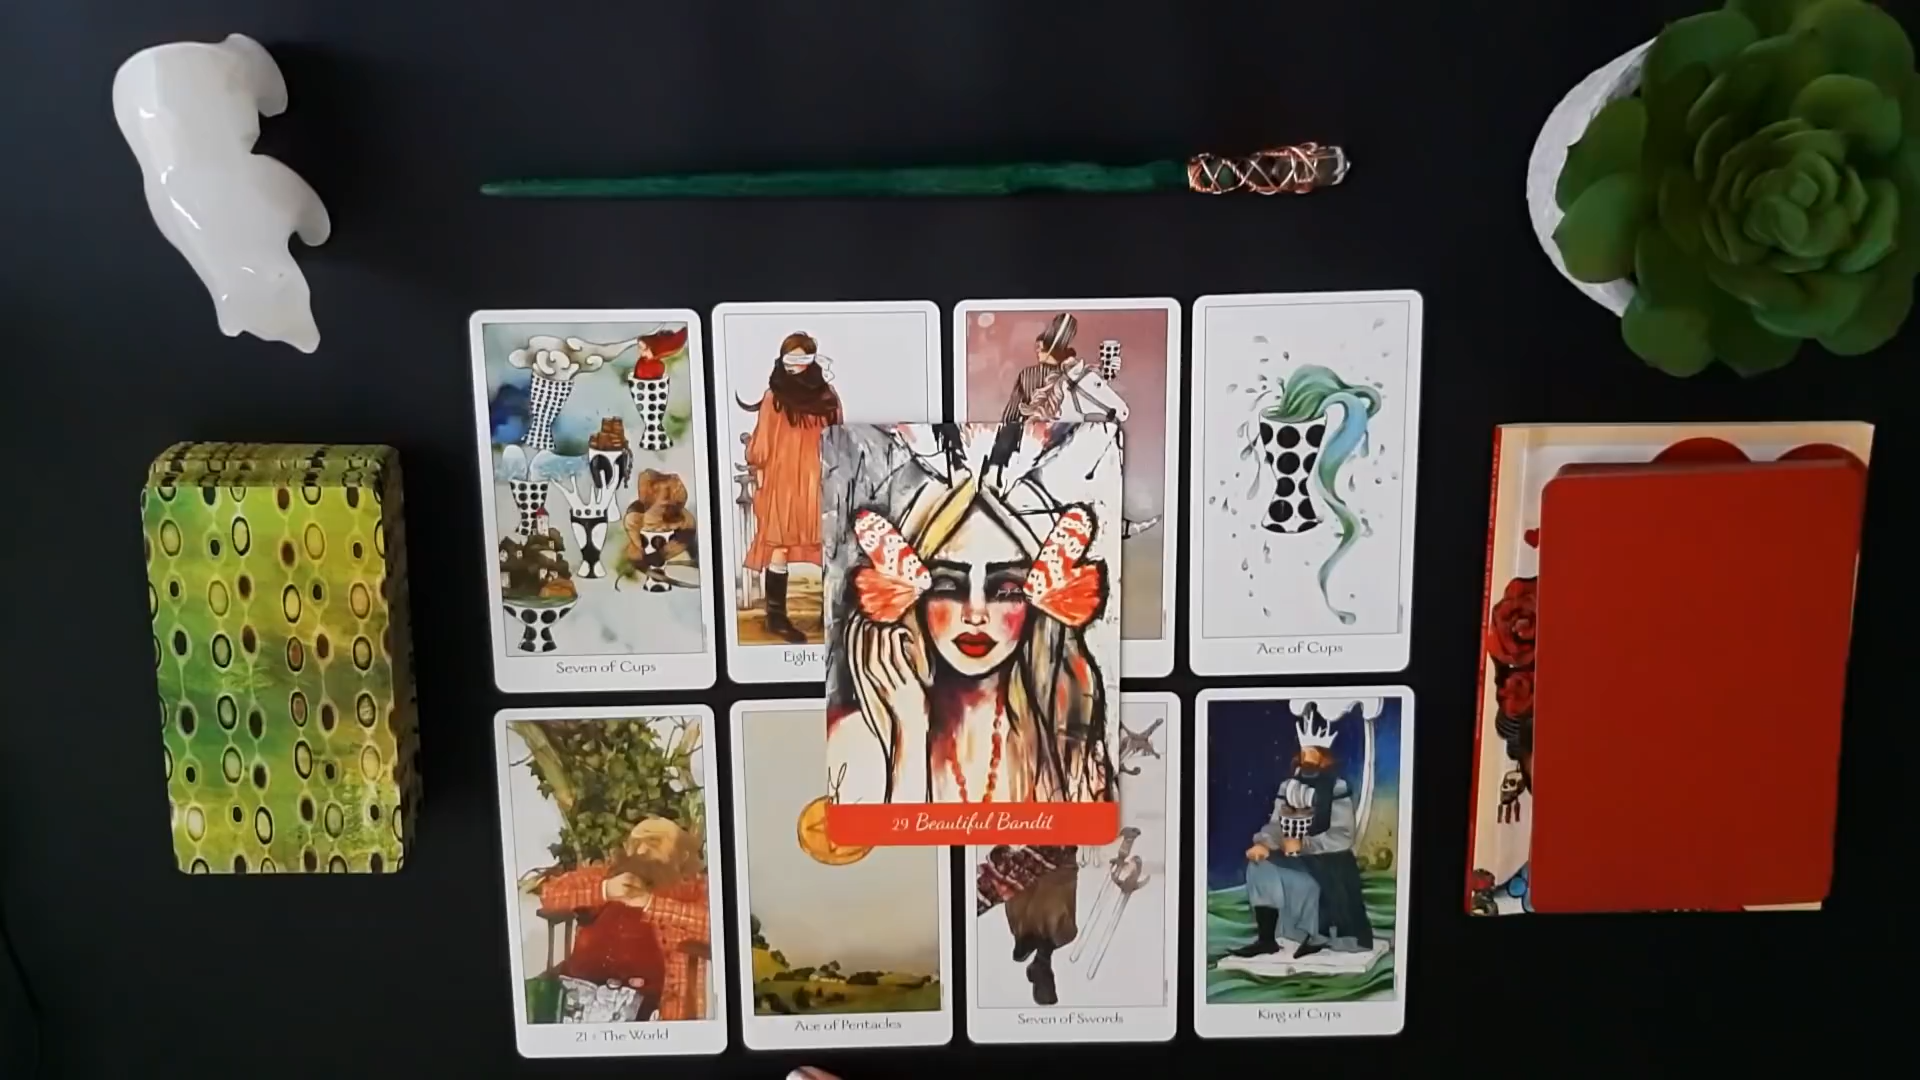 Seven of Cups
Eight
Ace of Cups
29 Beautiful Bandit
21 · The World
Ace of Pentacles
Seven of Swords
King of Cups